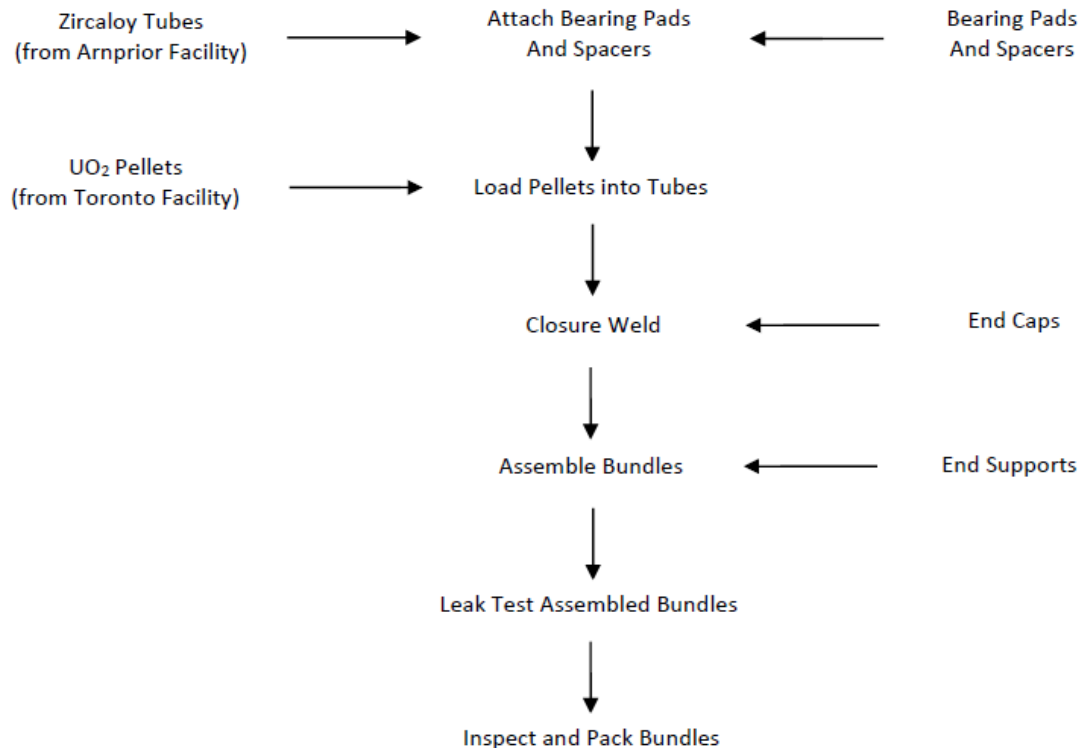 Zircaloy Tubes
(from Arnprior Facility)
Attach Bearing Pads
And Spacers
Bearing Pads
And Spacers
UO₂ Pellets
(from Toronto Facility)
Load Pellets into Tubes
Closure Weld
End Caps
Assemble Bundles
End Supports
Leak Test Assembled Bundles
Inspect and Pack Bundles